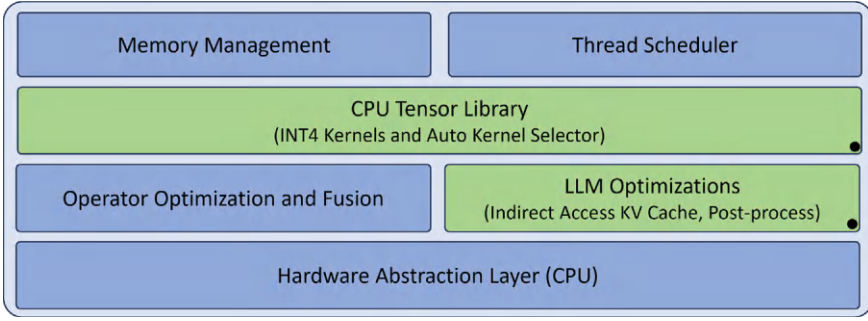 Memory Management
Thread Scheduler
CPU Tensor Library
(INT4 Kernels and Auto Kernel Selector)
Operator Optimization and Fusion
LLM Optimizations
(Indirect Access KV Cache, Post-process)
Hardware Abstraction Layer (CPU)